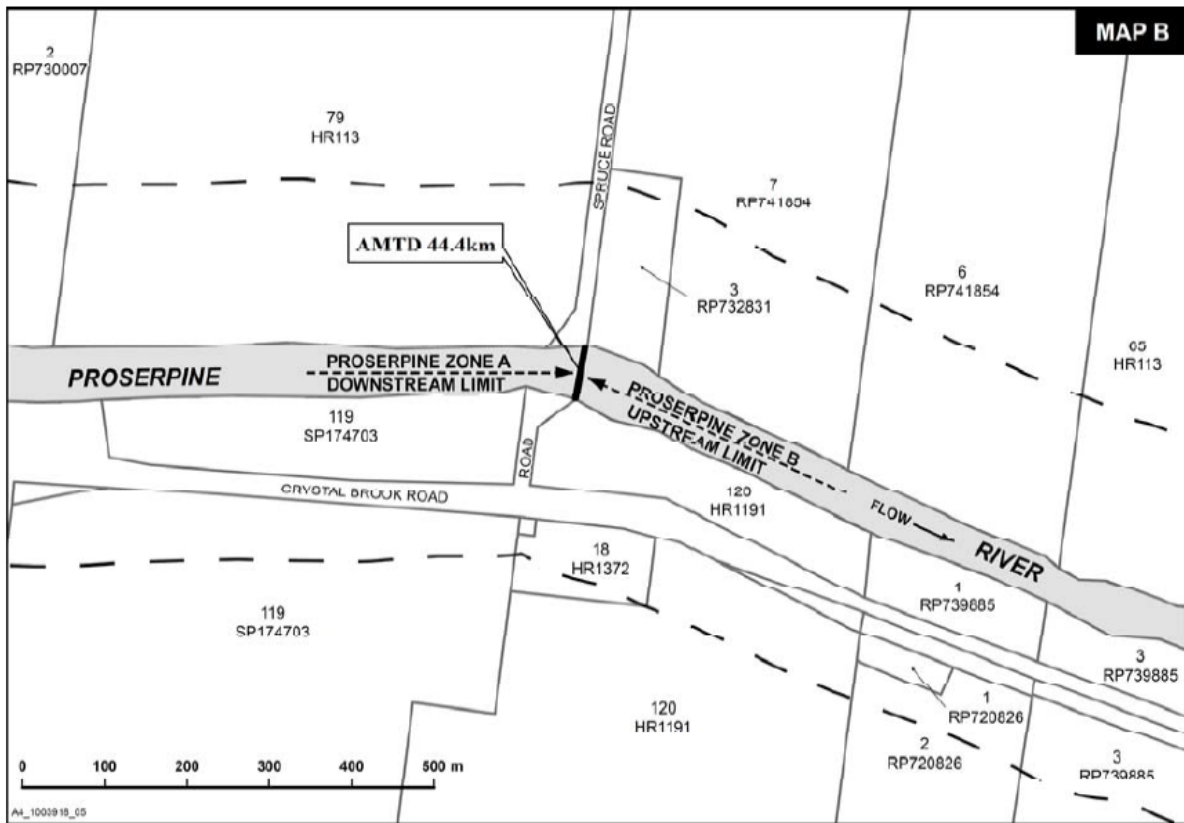 MAP B
2
RP730007
79
HR113
SPRUCE ROAD
7
RP741854
AMTD 44.4km
3
RP732831
6
RP741854
65
HR113
PROSERPINE
PROSERPINE ZONE A
DOWNSTREAM LIMIT
PROSERPINE ZONE B
UPSTREAM LIMIT
119
SP174703
ROAD
CRYSTAL BROOK ROAD
120
HR1191
FLOW
RIVER
18
HR1372
1
RP739885
119
SP174703
3
RP739885
1
RP720826
120
HR1191
2
RP720826
3
RP739885
0 100 200 300 400 500 m